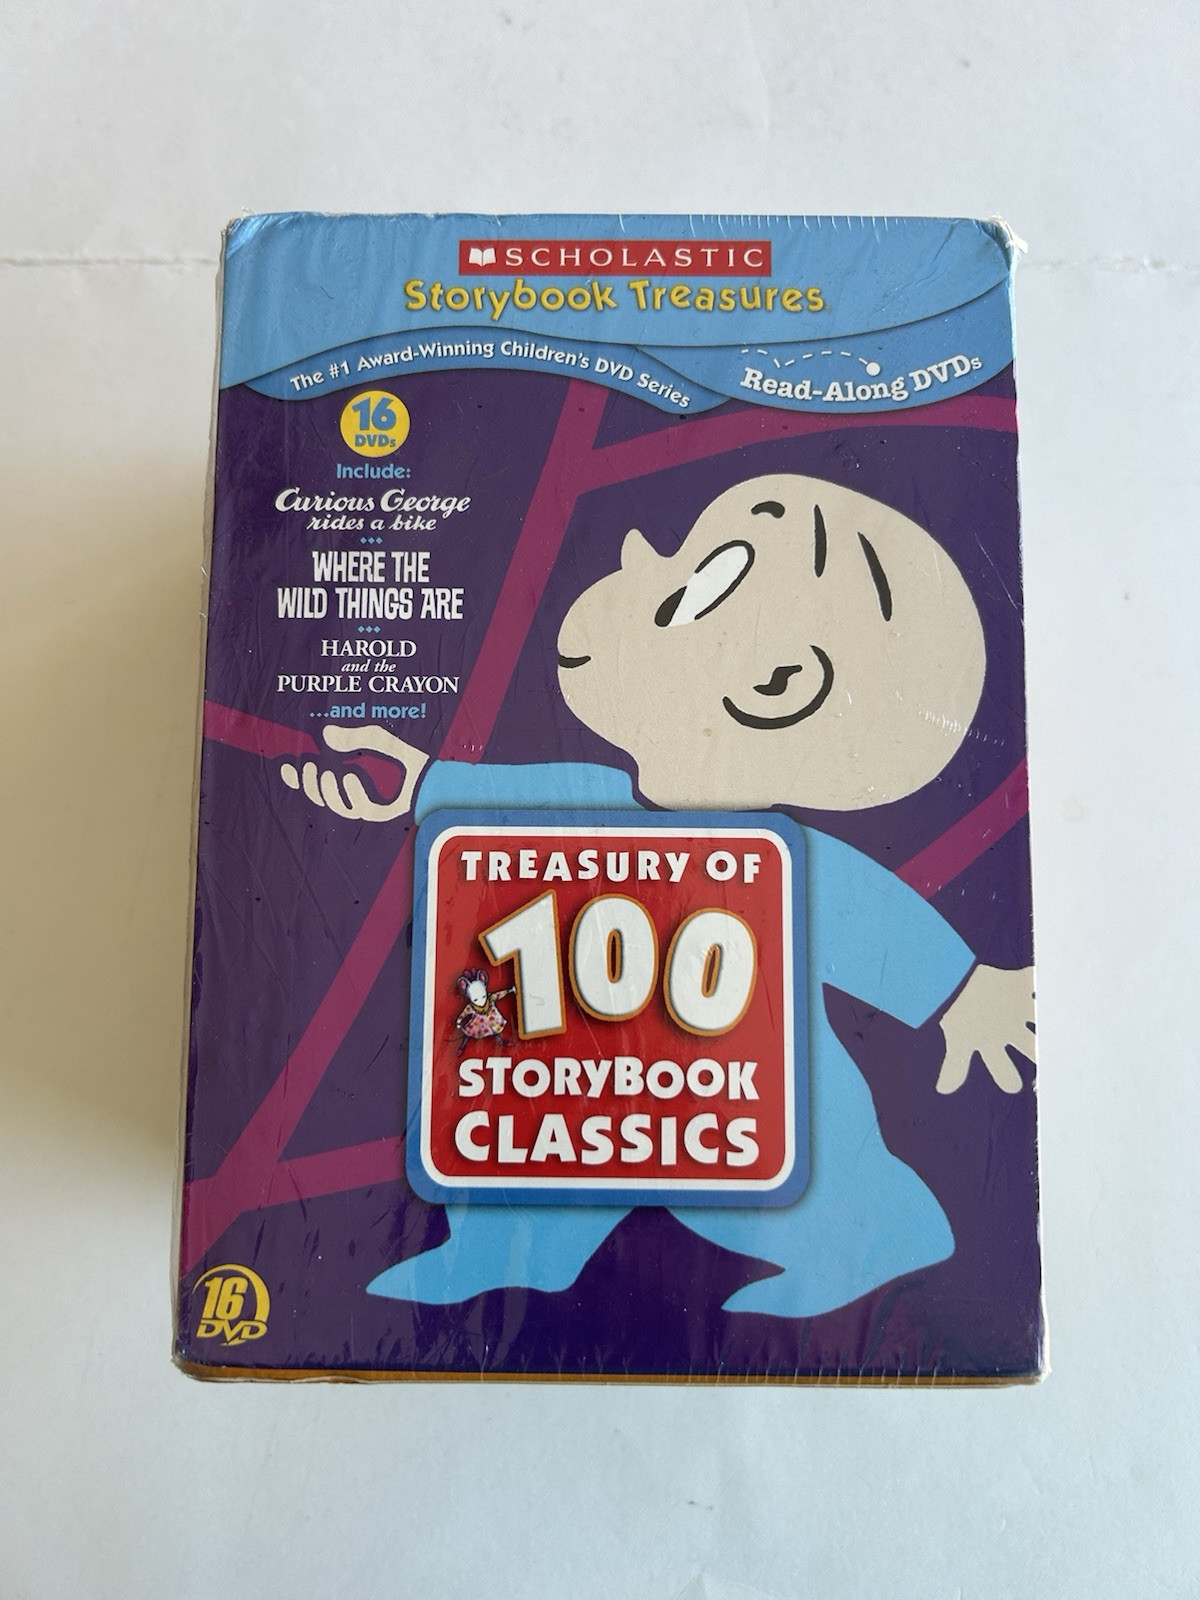 SCHOLASTIC
Storybook Treasures
The #1 Award-Winning Children's DVD Series
Read-Along DVDs
16
DVDs
Include:
Curious George
rides a bike
WHERE THE
WILD THINGS ARE
HAROLD
and the
PURPLE CRAYON
...and more!
TREASURY OF
100
STORYBOOK
CLASSICS
16
DVD